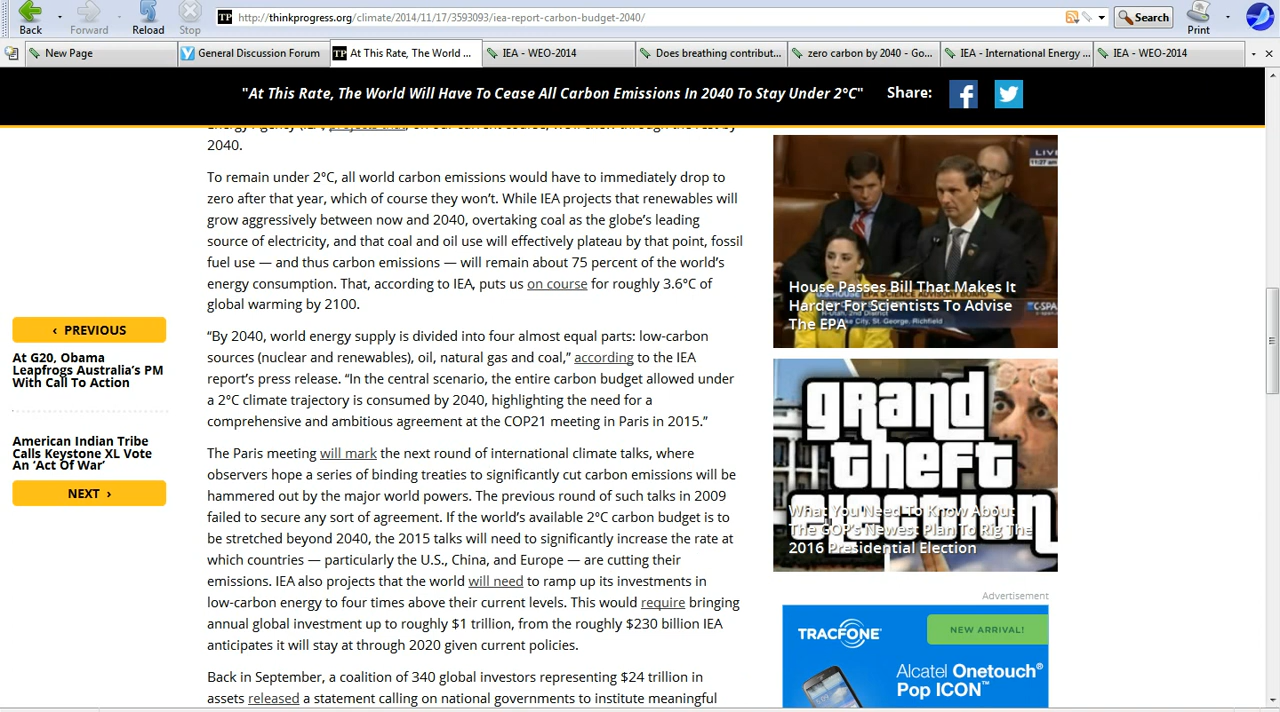 Back
Forward
Reload
Stop
http://thinkprogress.org/climate/2014/11/17/3593093/iea-report-carbon-budget-2040/
Search
Print
New Page
General Discussion Forum
At This Rate, The World ...
IEA - WEO-2014
Does breathing contribut...
zero carbon by 2040 - Go...
IEA - International Energy ...
IEA - WEO-2014
"At This Rate, The World Will Have To Cease All Carbon Emissions In 2040 To Stay Under 2°C"
Share:
2040.
To remain under 2°C, all world carbon emissions would have to immediately drop to
zero after that year, which of course they won’t. While IEA projects that renewables will
grow aggressively between now and 2040, overtaking coal as the globe’s leading
source of electricity, and that coal and oil use will effectively plateau by that point, fossil
fuel use — and thus carbon emissions — will remain about 75 percent of the world’s
energy consumption. That, according to IEA, puts us on course for roughly 3.6°C of
global warming by 2100.
“By 2040, world energy supply is divided into four almost equal parts: low-carbon
sources (nuclear and renewables), oil, natural gas and coal,” according to the IEA
report’s press release. “In the central scenario, the entire carbon budget allowed under
a 2°C climate trajectory is consumed by 2040, highlighting the need for a
comprehensive and ambitious agreement at the COP21 meeting in Paris in 2015.”
The Paris meeting will mark the next round of international climate talks, where
observers hope a series of binding treaties to significantly cut carbon emissions will be
hammered out by the major world powers. The previous round of such talks in 2009
failed to secure any sort of agreement. If the world’s available 2°C carbon budget is to
be stretched beyond 2040, the 2015 talks will need to significantly increase the rate at
which countries — particularly the U.S., China, and Europe — are cutting their
emissions. IEA also projects that the world will need to ramp up its investments in
low-carbon energy to four times above their current levels. This would require bringing
annual global investment up to roughly $1 trillion, from the roughly $230 billion IEA
anticipates it will stay at through 2020 given current policies.
Back in September, a coalition of 340 global investors representing $24 trillion in
assets released a statement calling on national governments to institute meaningful
‹ PREVIOUS
At G20, Obama
Leapfrogs Australia’s PM
With Call To Action
American Indian Tribe
Calls Keystone XL Vote
An ‘Act Of War’
NEXT ›
LIVE
11:27 am
House Passes Bill That Makes It
Harder For Scientists To Advise
The EPA
C-SPAN
grand
theft
election
What You Need To Know About
The GOP’s Newest Plan To Rig The
2016 Presidential Election
Advertisement
TRACFONE
NEW ARRIVAL!
Alcatel Onetouch®
Pop ICON™